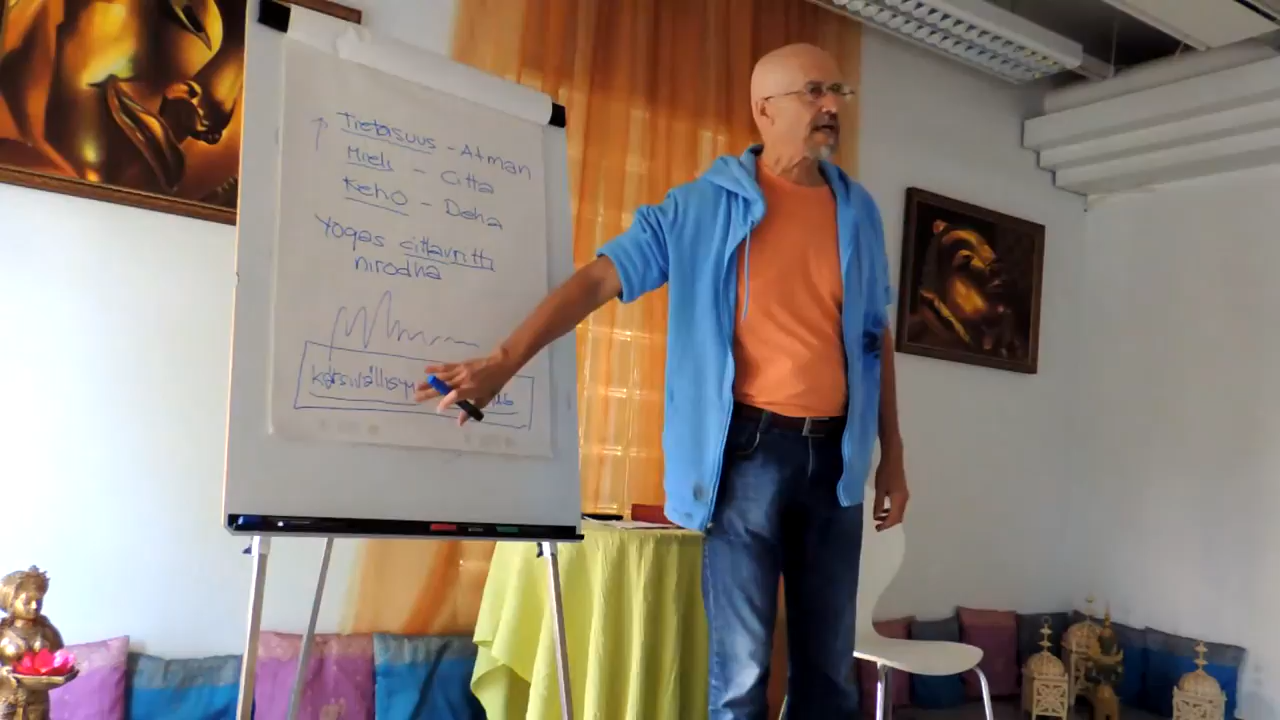 Tietoisuus - Atman
Mieli - Citta
Keho - Deha
Yogas cittavritti
nirodha